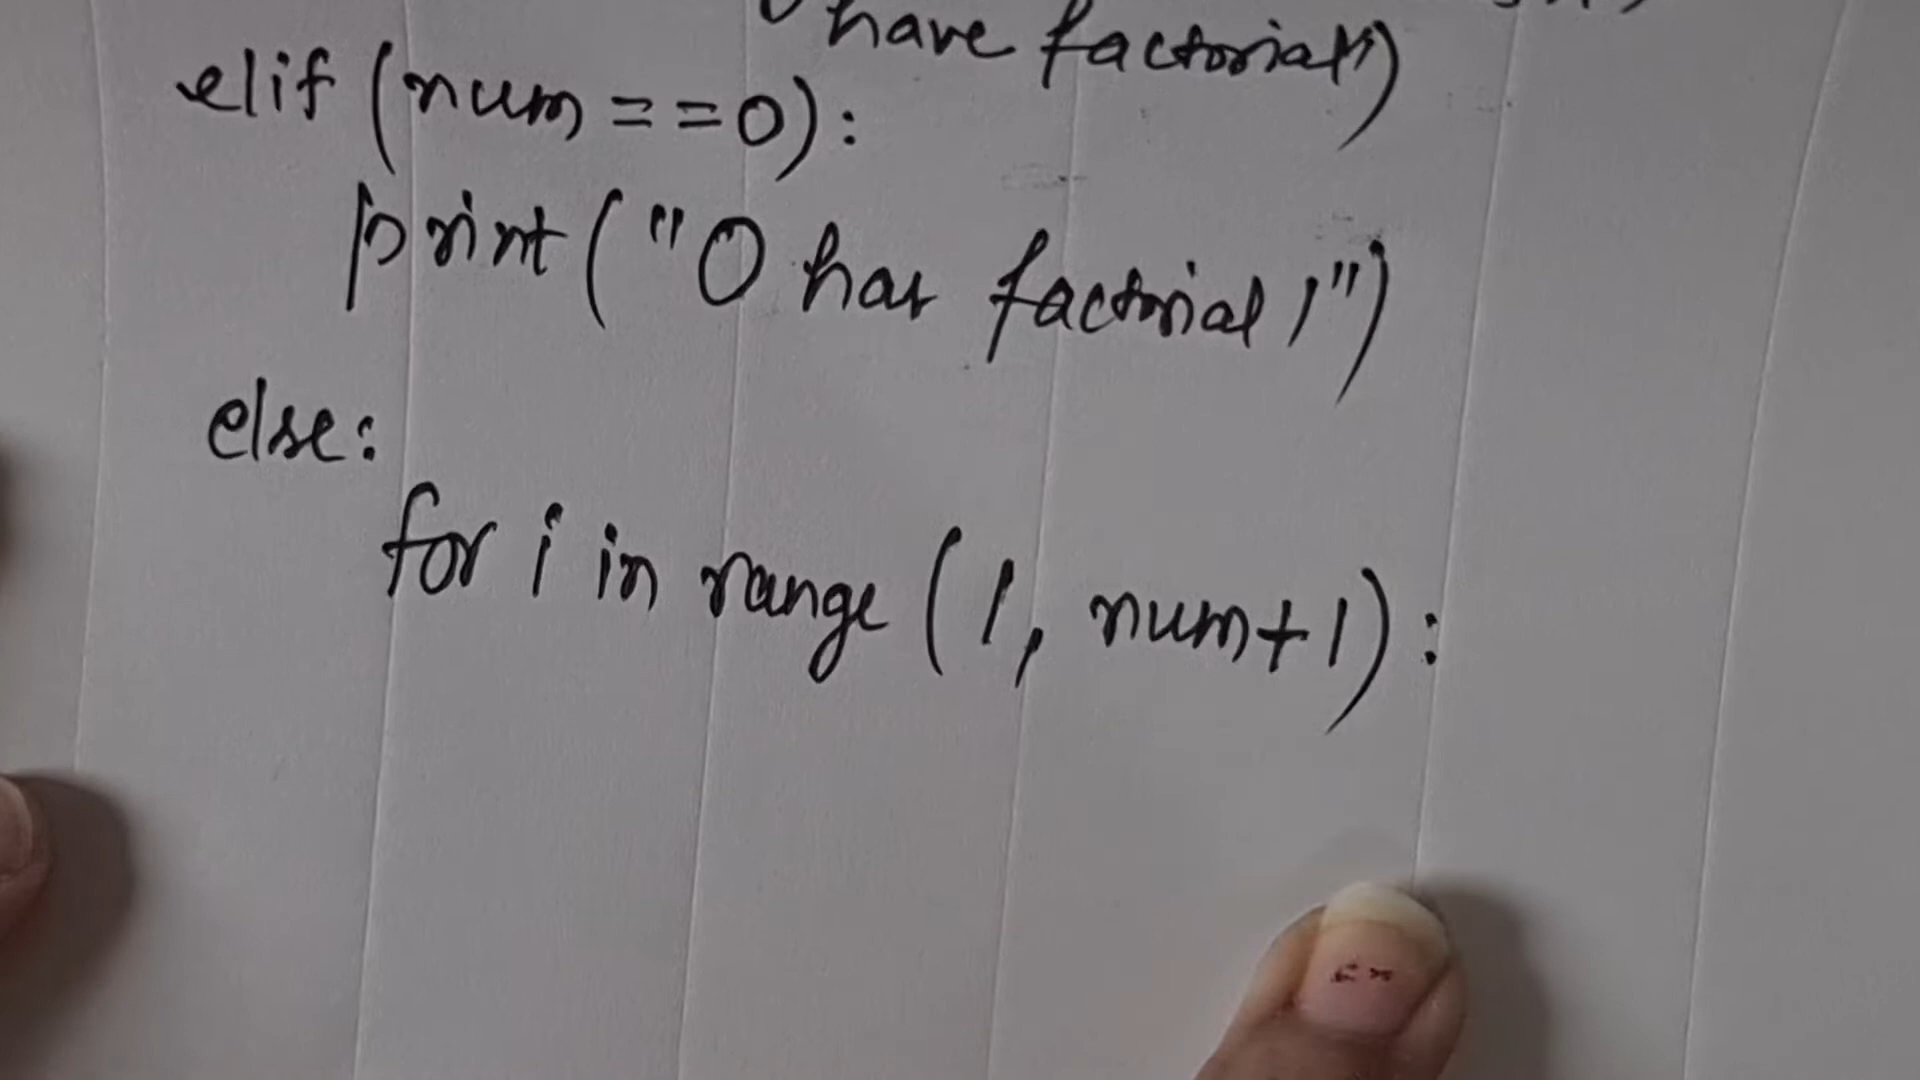 have factorial")
elif (num ==0):
print("0 has factorial 1")
else:
for i in range (1, num+1):